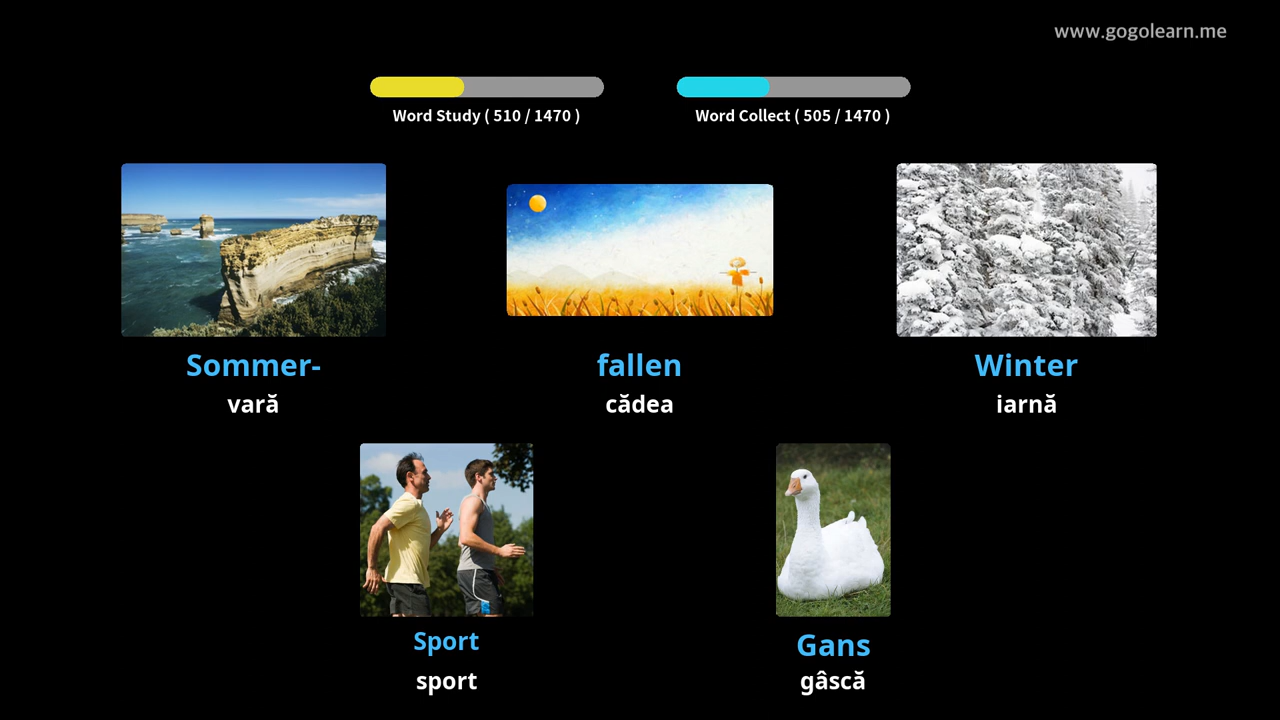 www.gogolearn.me
Word Study ( 510 / 1470 )
Word Collect ( 505 / 1470 )
Sommer-
vară
fallen
cădea
Winter
iarnă
Sport
sport
Gans
gâscă